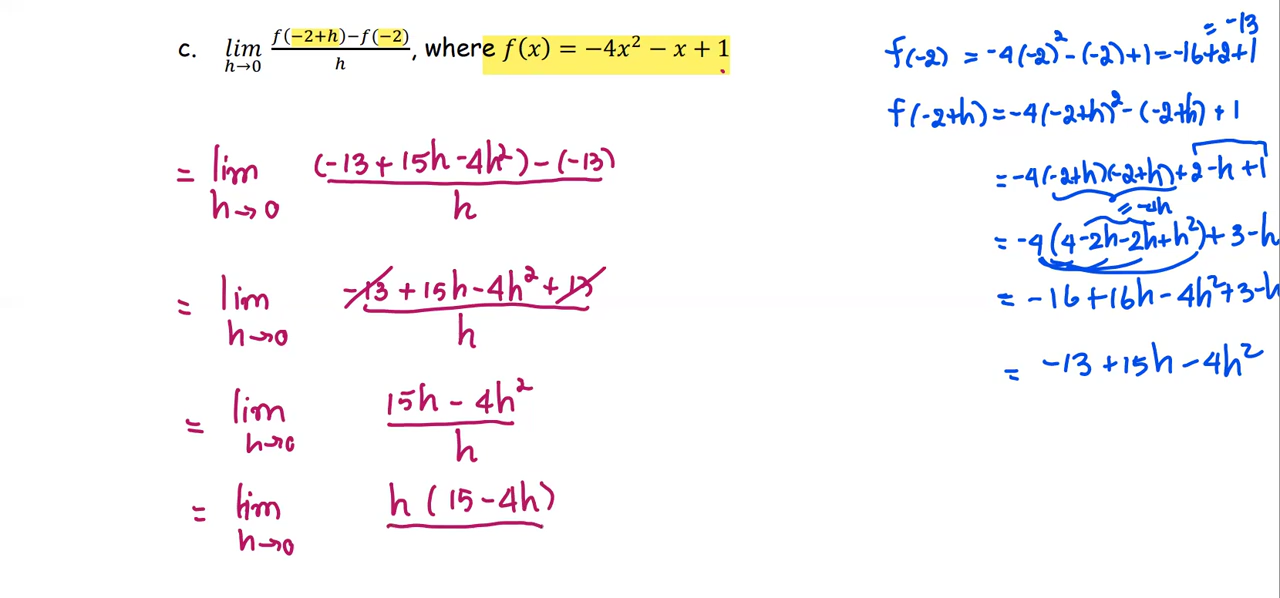 c. lim h→0 f(−2+h)−f(−2) / h, where f(x) = −4x² − x + 1
= lim h→0 (-13 + 15h - 4h²) - (-13) / h
= lim h→0 -13 + 15h - 4h² + 13 / h
= lim h→0 15h - 4h² / h
= lim h→0 h(15-4h)
= -13
f(-2) = -4(-2)² - (-2) + 1 = -16+2+1
f(-2+h) = -4(-2+h)² - (-2+h) + 1
= -4(-2+h)(-2+h) + 2 - h + 1
= -4h
= -4(4-2h-2h+h²) + 3 - h
= -16 + 16h - 4h² + 3 - h
= -13 + 15h - 4h²